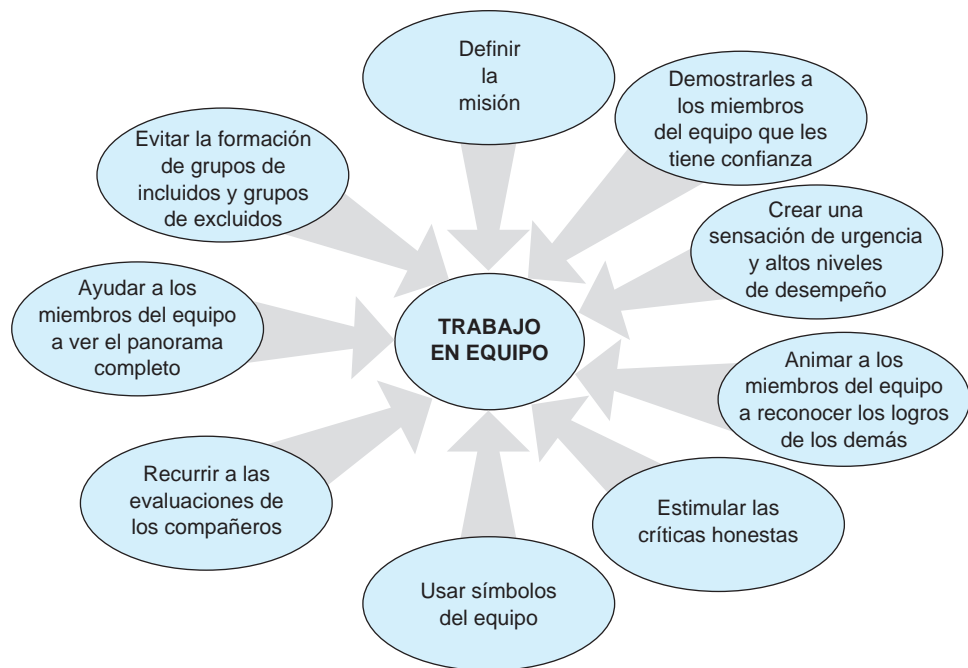 Definir
la
misión
Demostrarles a
los miembros
del equipo que les
tiene confianza
Crear una
sensación de urgencia
y altos niveles
de desempeño
Animar a los
miembros del equipo
a reconocer los logros
de los demás
Estimular las
críticas honestas
Usar símbolos
del equipo
Recurrir a las
evaluaciones de
los compañeros
Ayudar a los
miembros del equipo
a ver el panorama
completo
Evitar la formación
de grupos de
incluidos y grupos
de excluidos
TRABAJO
EN EQUIPO